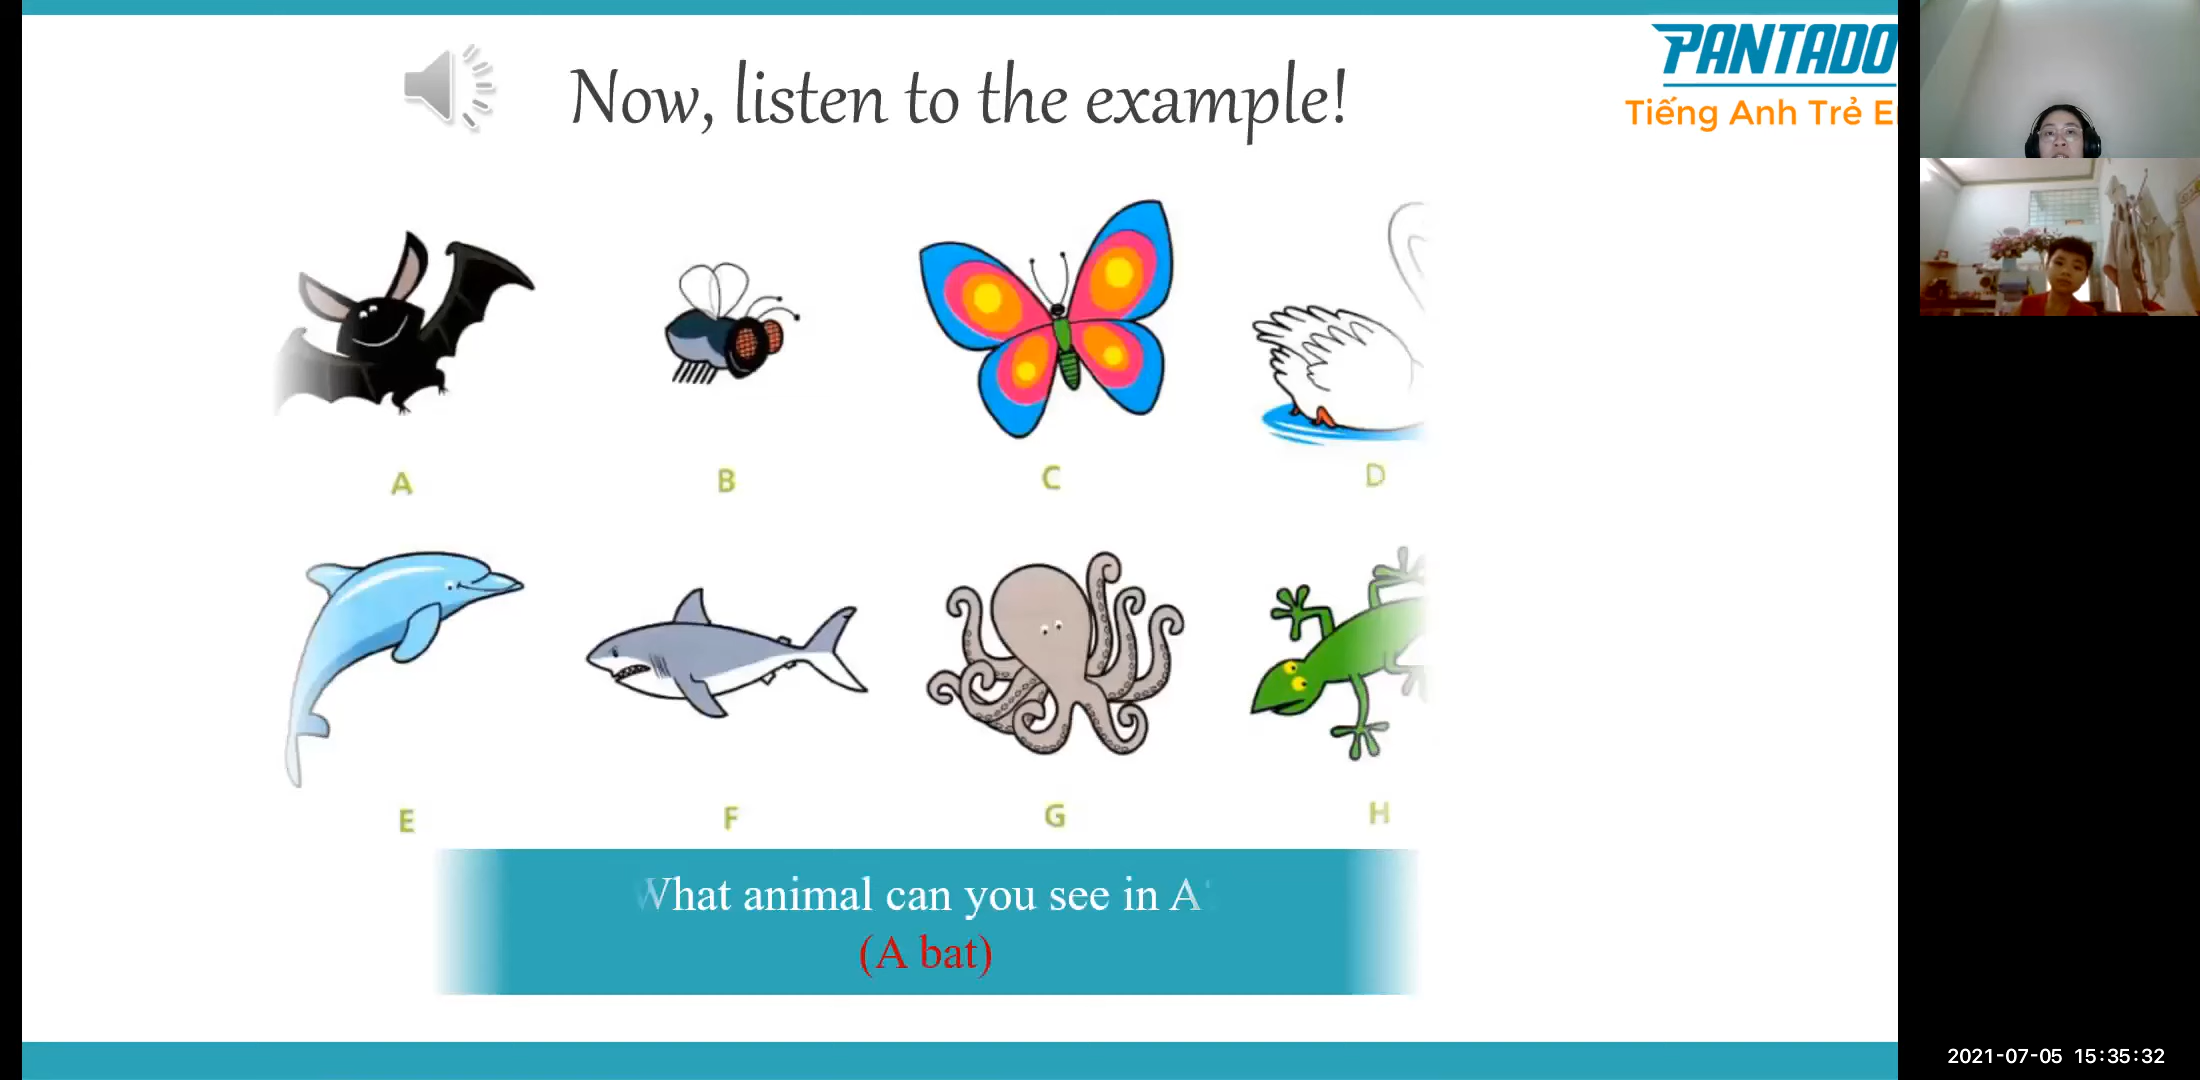 Now, listen to the example!
PANTADO
Tiếng Anh Trẻ E
A
B
C
D
E
F
G
H
What animal can you see in A
(A bat)
2021-07-05 15:35:32